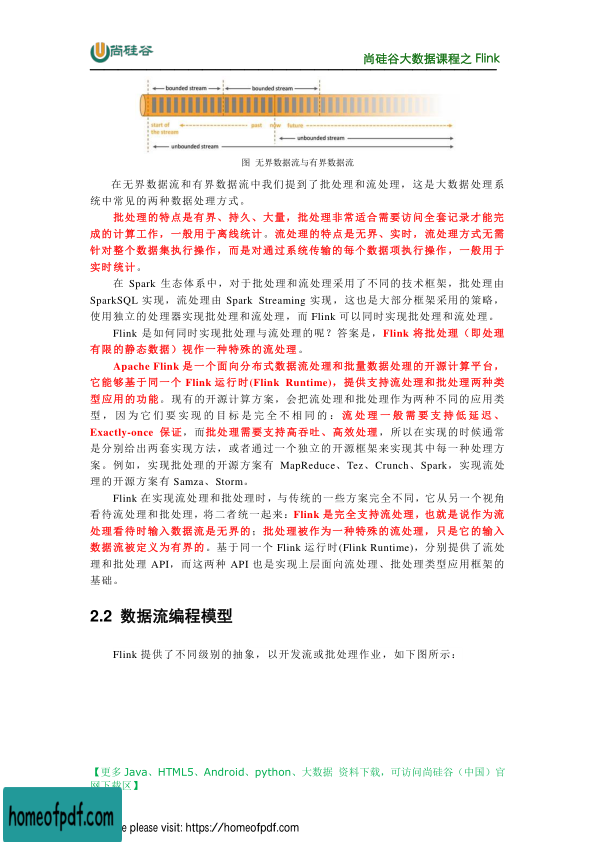 尚硅谷
尚硅谷大数据课程之 Flink
bounded stream
bounded stream
start of
the stream
past
now
future
unbounded stream
unbounded stream
图 无界数据流与有界数据流
在无界数据流和有界数据流中我们提到了批处理和流处理，这是大数据处理系
统中常见的两种数据处理方式。
批处理的特点是有界、持久、大量，批处理非常适合需要访问全套记录才能完
成的计算工作，一般用于离线统计。流处理的特点是无界、实时，流处理方式无需
针对整个数据集执行操作，而是对通过系统传输的每个数据项执行操作，一般用于
实时统计。
在 Spark 生态体系中，对于批处理和流处理采用了不同的技术框架，批处理由
SparkSQL 实现，流处理由 Spark Streaming 实现，这也是大部分框架采用的策略，
使用独立的处理器实现批处理和流处理，而 Flink 可以同时实现批处理和流处理。
Flink 是如何同时实现批处理与流处理的呢？答案是，Flink 将批处理（即处理
有限的静态数据）视作一种特殊的流处理。
Apache Flink 是一个面向分布式数据流处理和批量数据处理的开源计算平台，
它能够基于同一个 Flink 运行时(Flink Runtime)，提供支持流处理和批处理两种类
型应用的功能。现有的开源计算方案，会把流处理和批处理作为两种不同的应用类
型，因为它们要实现的目标是完全不相同的：流处理一般需要支持低延迟、
Exactly-once 保证，而批处理需要支持高吞吐、高效处理，所以在实现的时候通常
是分别给出两套实现方法，或者通过一个独立的开源框架来实现其中每一种处理方
案。例如，实现批处理的开源方案有 MapReduce、Tez、Crunch、Spark，实现流处
理的开源方案有 Samza、Storm。
Flink 在实现流处理和批处理时，与传统的一些方案完全不同，它从另一个视角
看待流处理和批处理，将二者统一起来：Flink 是完全支持流处理，也就是说作为流
处理看待时输入数据流是无界的；批处理被作为一种特殊的流处理，只是它的输入
数据流被定义为有界的。基于同一个 Flink 运行时(Flink Runtime)，分别提供了流处
理和批处理 API，而这两种 API 也是实现上层面向流处理、批处理类型应用框架的
基础。
2.2 数据流编程模型
Flink 提供了不同级别的抽象，以开发流或批处理作业，如下图所示：
【更多 Java、HTML5、Android、python、大数据 资料下载，可访问尚硅谷（中国）官
网下载区】
homeofpdf.com
e please visit: https://homeofpdf.com